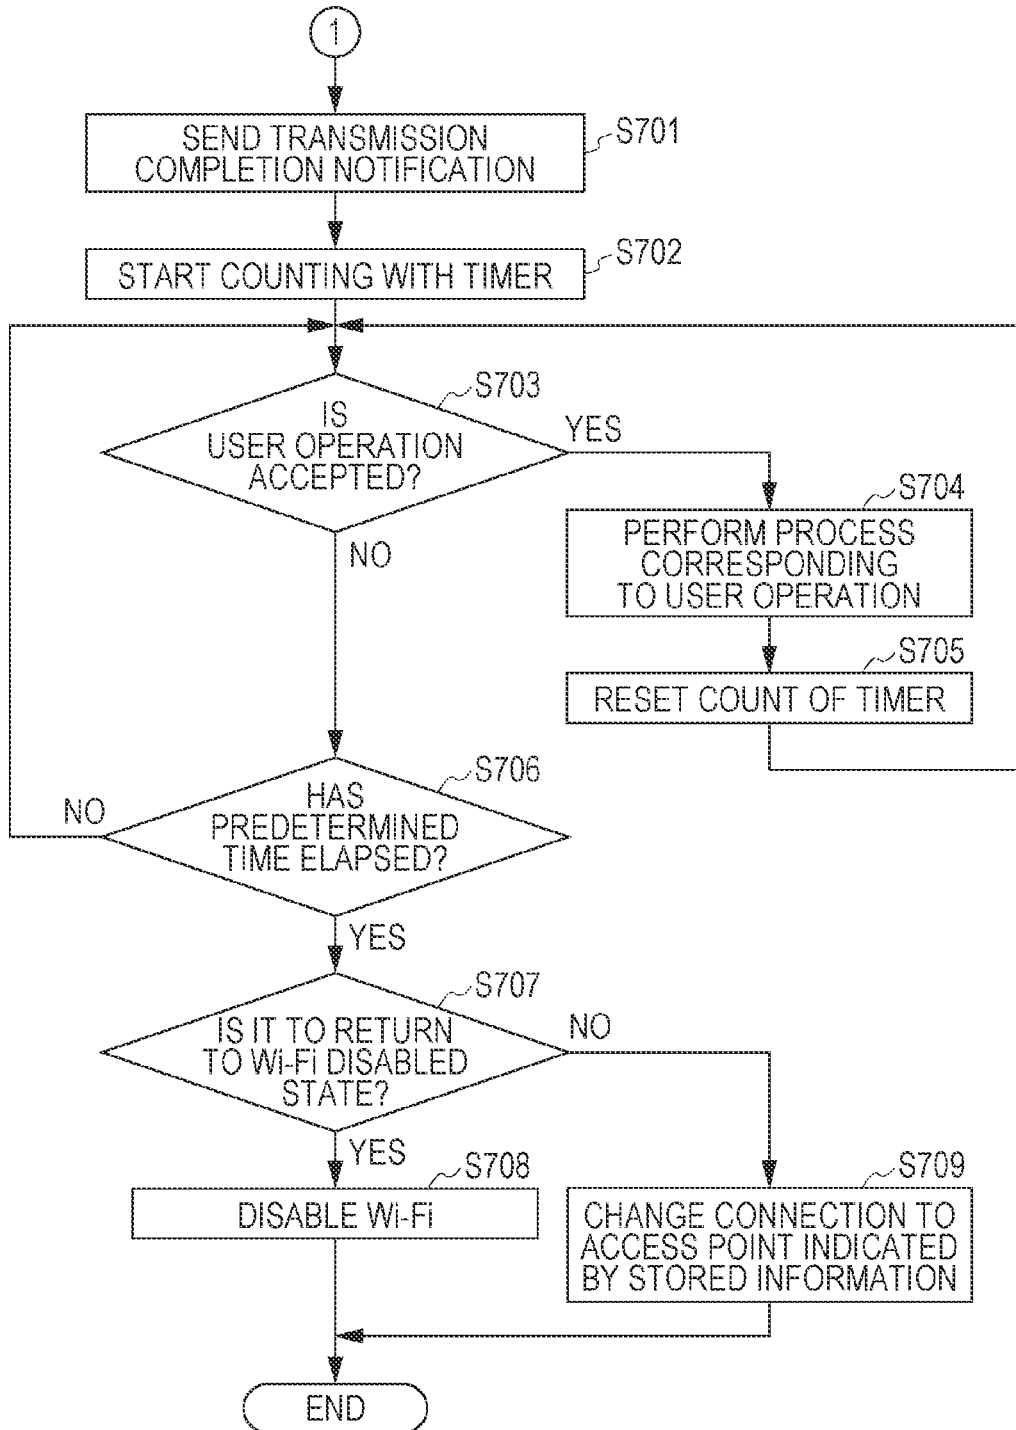 1
SEND TRANSMISSION
COMPLETION NOTIFICATION
S701
START COUNTING WITH TIMER
S702
S703
IS
USER OPERATION
ACCEPTED?
YES
NO
S704
PERFORM PROCESS
CORRESPONDING
TO USER OPERATION
S705
RESET COUNT OF TIMER
S706
HAS
PREDETERMINED
TIME ELAPSED?
NO
YES
S707
IS IT TO RETURN
TO Wi-Fi DISABLED
STATE?
NO
YES
S708
DISABLE Wi-Fi
S709
CHANGE CONNECTION TO
ACCESS POINT INDICATED
BY STORED INFORMATION
END